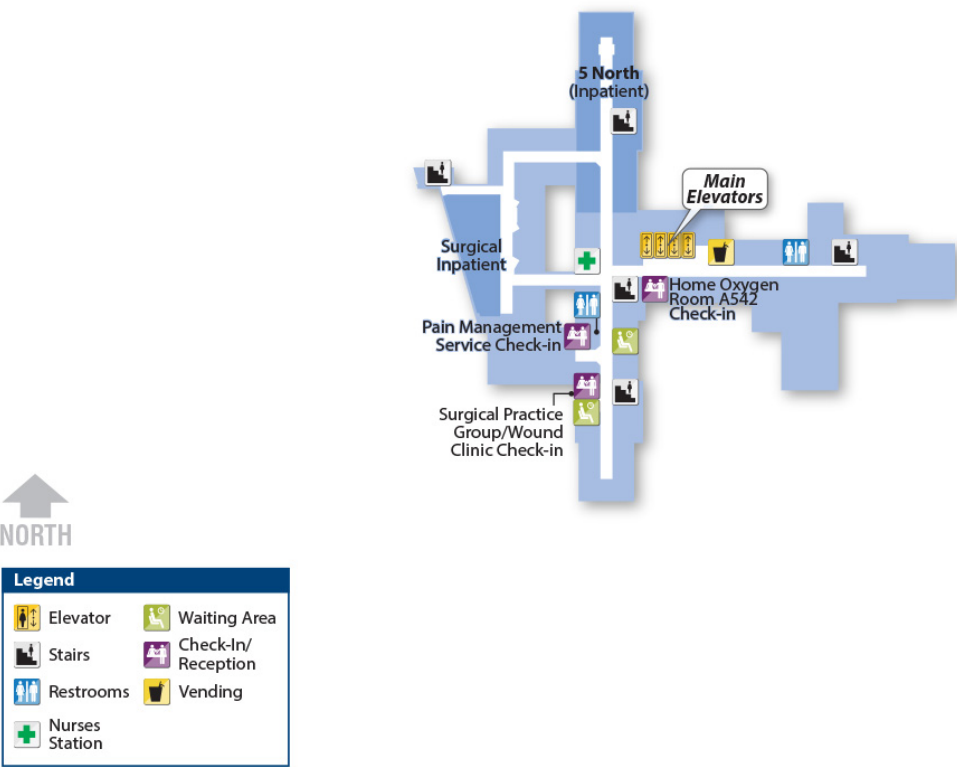 5 North
(Inpatient)
Main
Elevators
Surgical
Inpatient
Home Oxygen
Room A542
Check-in
Pain Management
Service Check-in
Surgical Practice
Group/Wound
Clinic Check-in
NORTH
Legend
Elevator
Waiting Area
Stairs
Check-In/
Reception
Restrooms
Vending
Nurses
Station